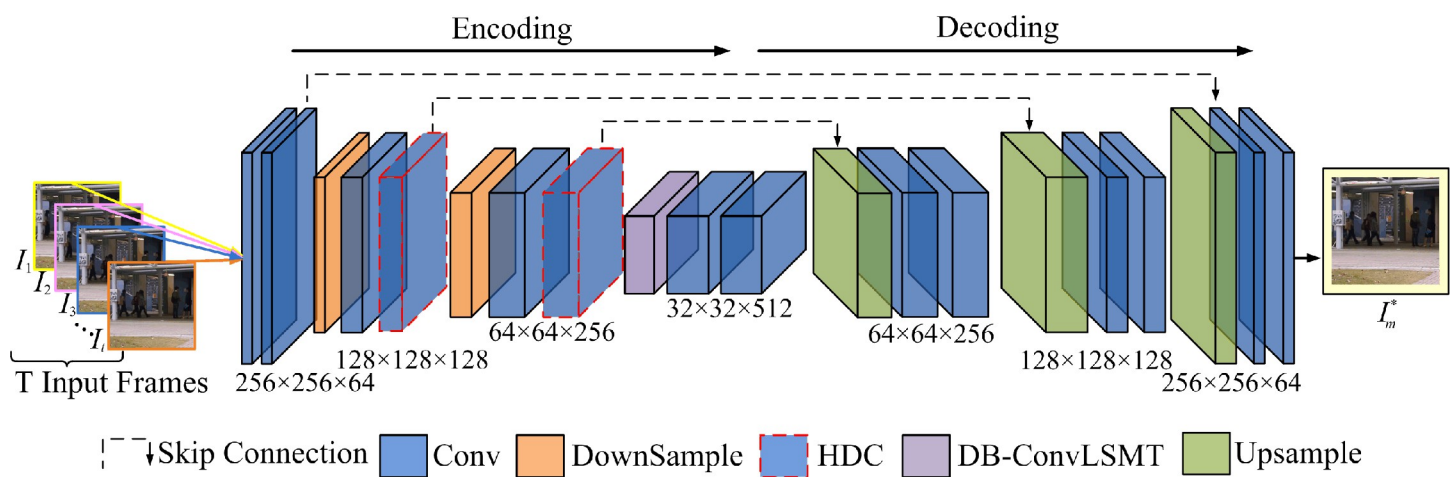 Encoding
Decoding
I₁
I₂
I₃
...
Iₜ
T Input Frames
256×256×64
128×128×128
64×64×256
32×32×512
64×64×256
128×128×128
256×256×64
I*ₘ
Skip Connection
Conv
DownSample
HDC
DB-ConvLSMT
Upsample